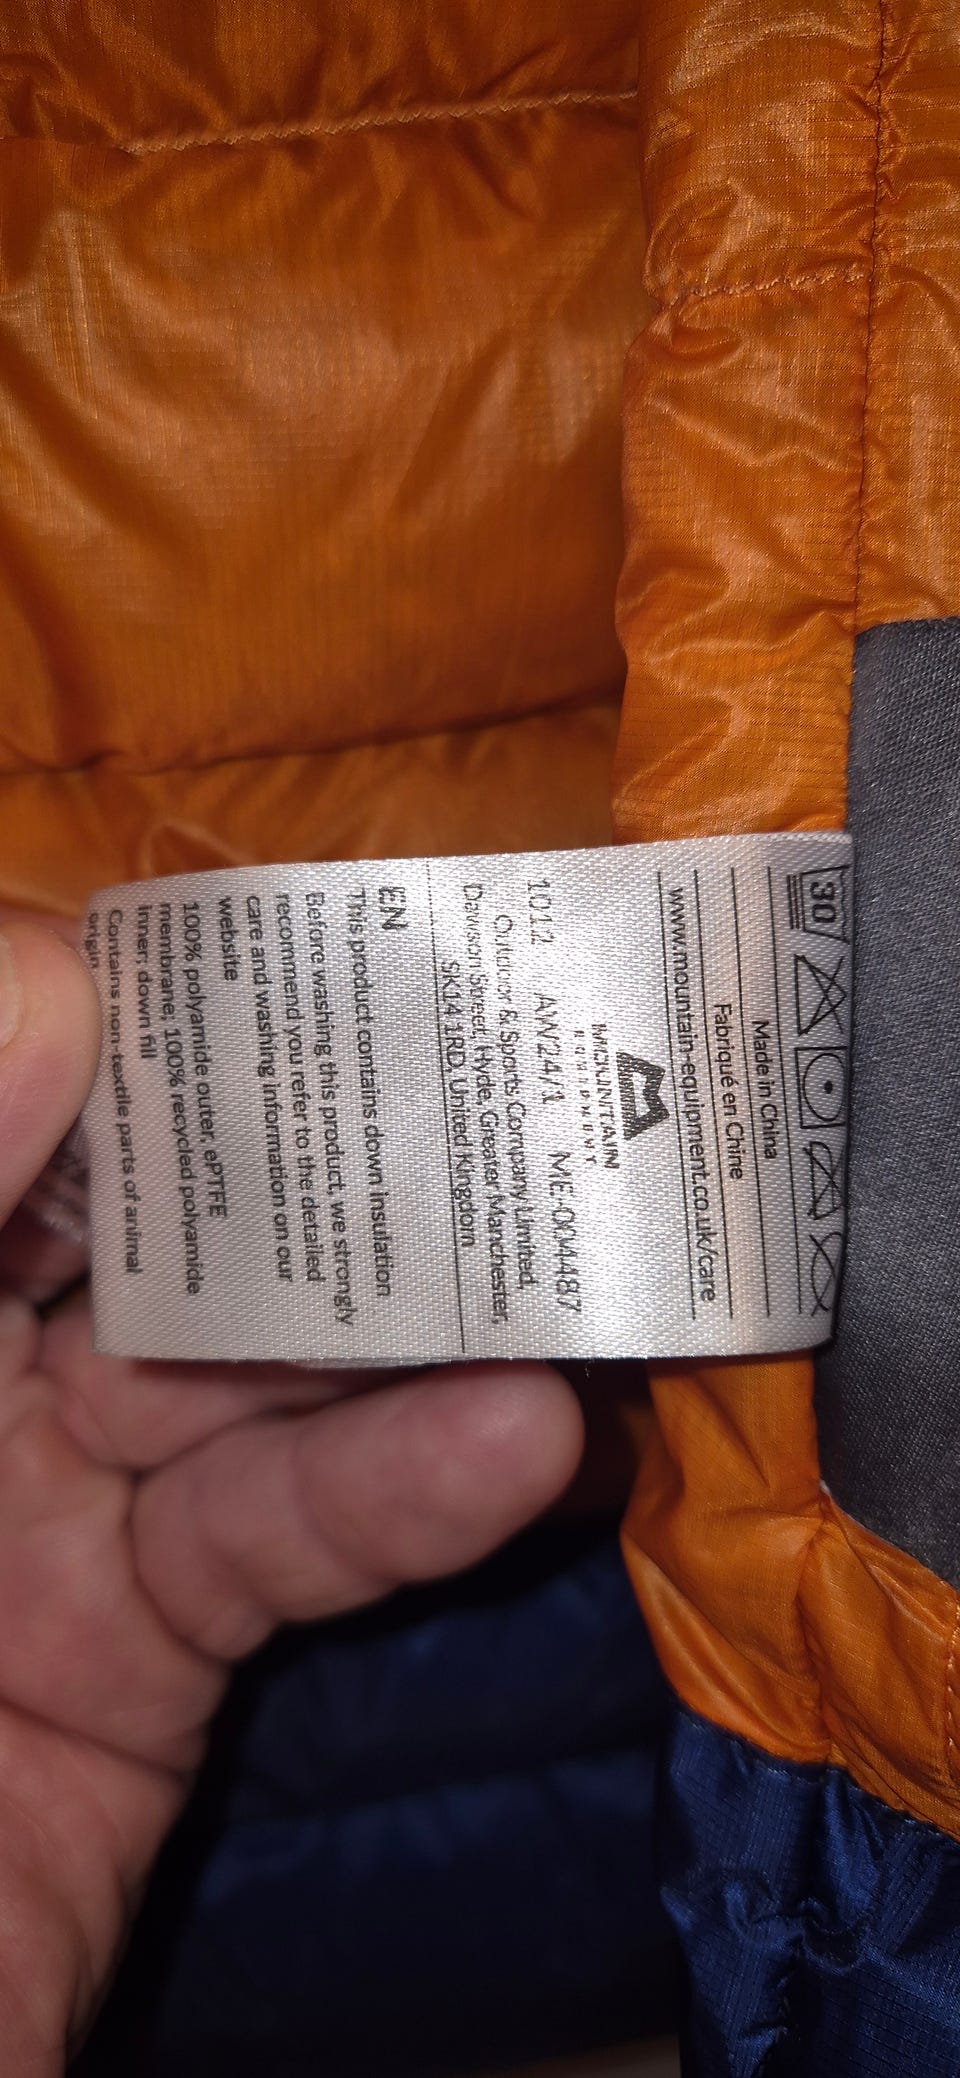 30
Made in China
Fabriqué en Chine
www.mountain-equipment.co.uk/care
MOUNTAIN
EQUIPMENT
1012 AW24/1 ME-004487
Outdoor & Sports Company Limited,
Dawson Street, Hyde, Greater Manchester,
SK14 1RD, United Kingdom
EN
This product contains down insulation
Before washing this product, we strongly
recommend you refer to the detailed
care and washing information on our
website
100% polyamide outer, ePTFE
membrane; 100% recycled polyamide
inner; down fill
Contains non-textile parts of animal
origin